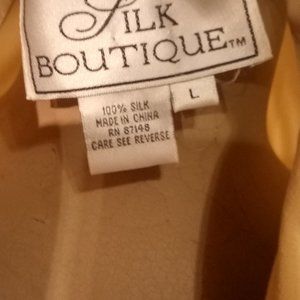 SILK
BOUTIQUE™
L
100% SILK
MADE IN CHINA
RN 87148
CARE SEE REVERSE